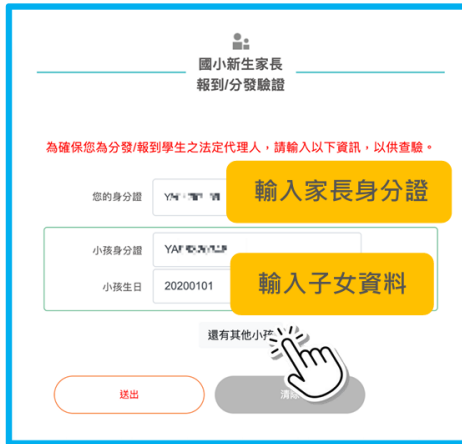 國小新生家長
報到/分發驗證
為確保您為分發/報到學生之法定代理人，請輸入以下資訊，以供查驗。
您的身分證
輸入家長身分證
小孩身分證
小孩生日 20200101
輸入子女資料
還有其他小孩
送出 清除